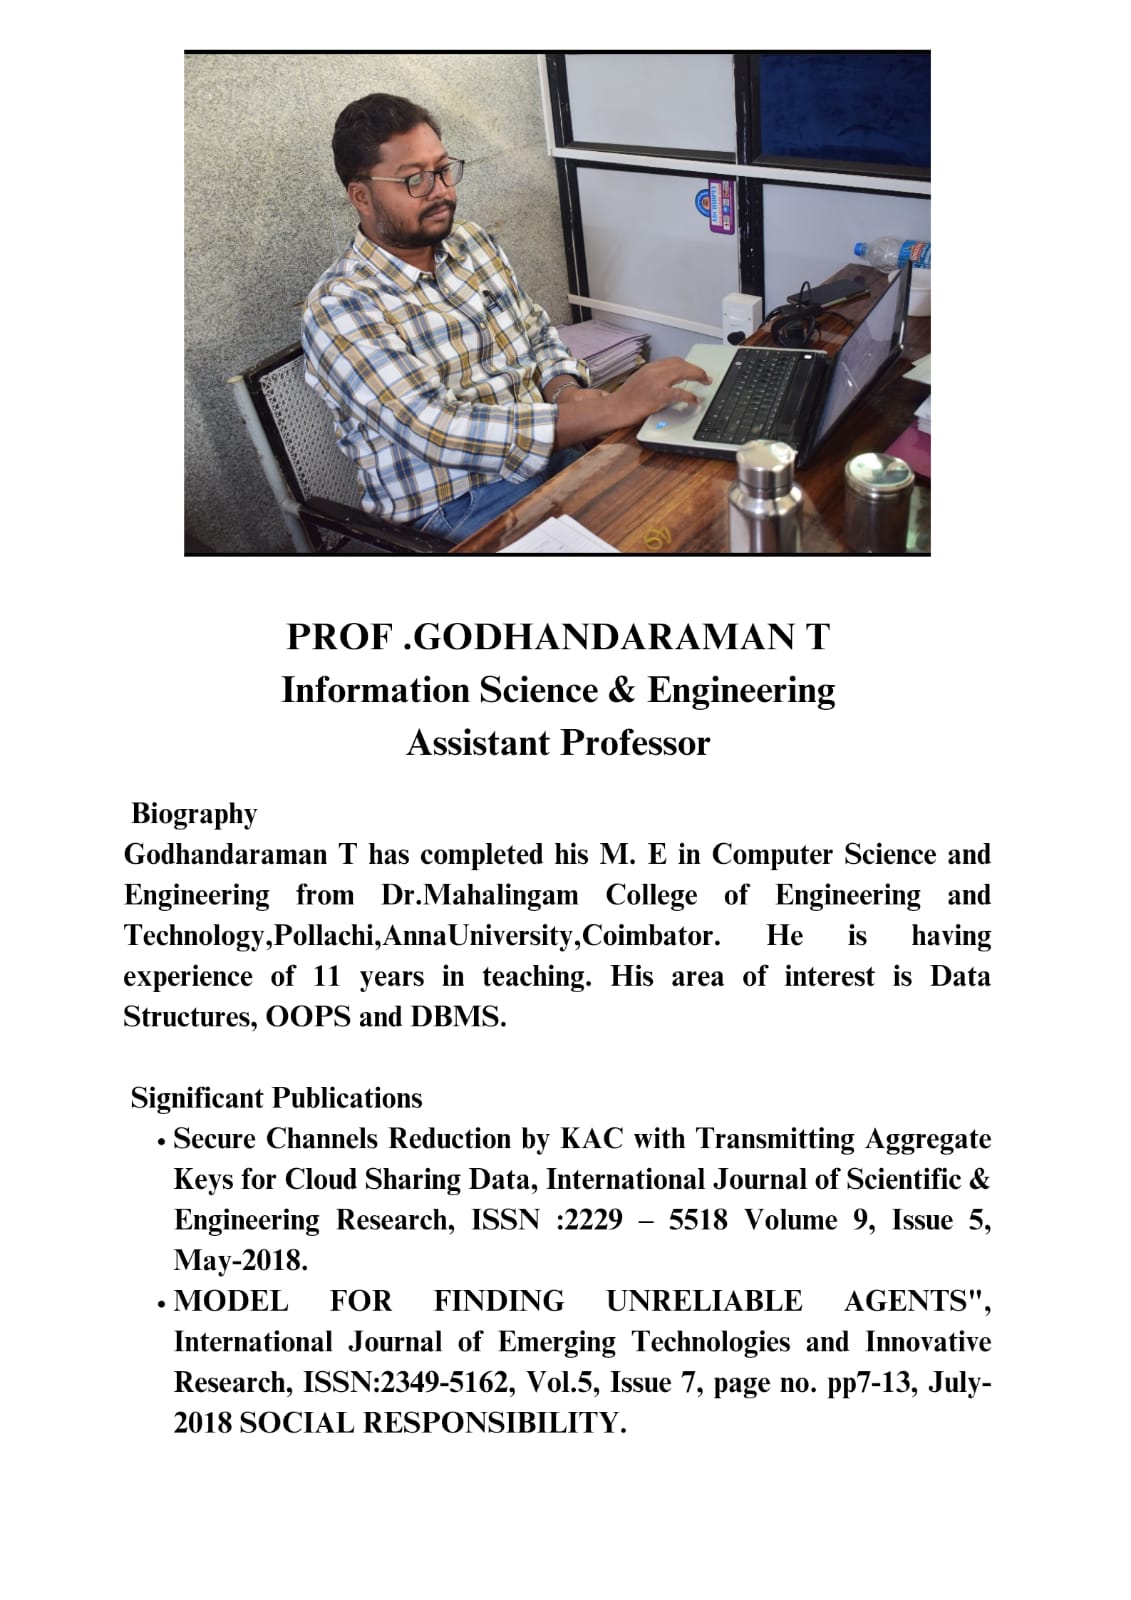 PROF .GODHANDARAMAN T
Information Science & Engineering
Assistant Professor
Biography
Godhandaraman T has completed his M. E in Computer Science and
Engineering from Dr.Mahalingam College of Engineering and
Technology,Pollachi,AnnaUniversity,Coimbator. He is having
experience of 11 years in teaching. His area of interest is Data
Structures, OOPS and DBMS.
Significant Publications
• Secure Channels Reduction by KAC with Transmitting Aggregate
Keys for Cloud Sharing Data, International Journal of Scientific &
Engineering Research, ISSN :2229 – 5518 Volume 9, Issue 5,
May-2018.
• MODEL FOR FINDING UNRELIABLE AGENTS",
International Journal of Emerging Technologies and Innovative
Research, ISSN:2349-5162, Vol.5, Issue 7, page no. pp7-13, July-
2018 SOCIAL RESPONSIBILITY.